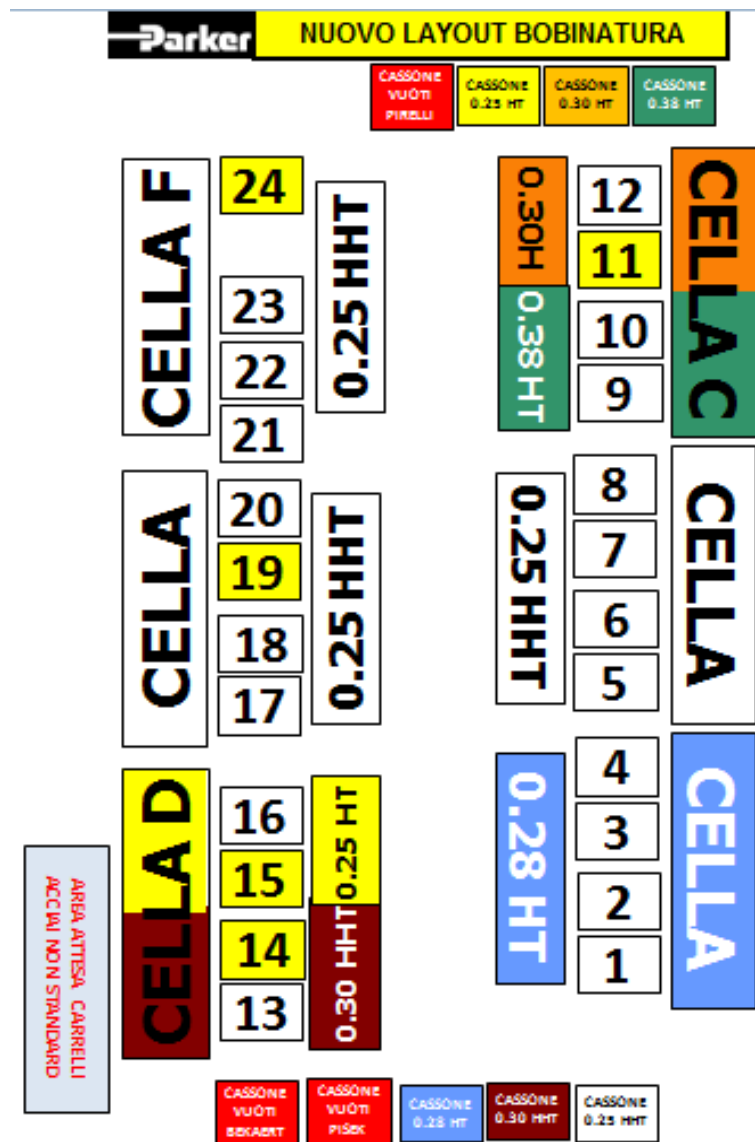 Parker
NUOVO LAYOUT BOBINATURA
CASSONE
VUOTI
PIRELLI
CASSONE
0.25 HT
CASSONE
0.30 HT
CASSONE
0.38 HT
CELLA F
24
23
22
21
0.25 HHT
0.30H
0.38 HT
12
11
10
9
CELLA C
CELLA
20
19
18
17
0.25 HHT
0.25 HHT
8
7
6
5
CELLA
CELLA D
16
15
14
13
0.25 HT
0.30 HHT
0.28 HT
4
3
2
1
CELLA
AREA ATTESA CARRELLI
ACCIAI NON STANDARD
CASSONE
VUOTI
BEKAERT
CASSONE
VUOTI
PISEK
CASSONE
0.28 HT
CASSONE
0.30 HHT
CASSONE
0.25 HHT